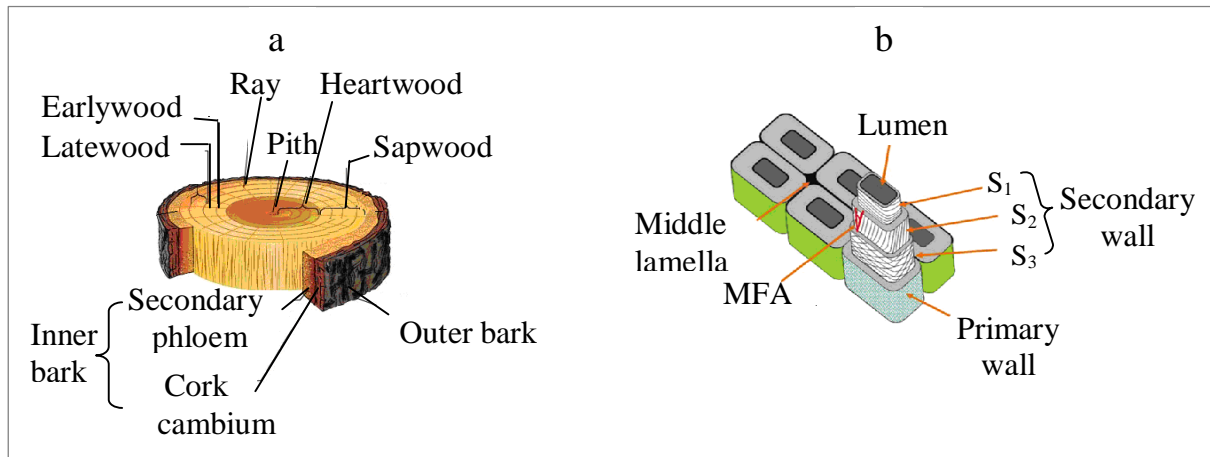 a
Ray
Heartwood
Earlywood
Latewood
Pith
Sapwood
Inner
bark
Secondary
phloem
Cork
cambium
Outer bark
b
Lumen
S1
S2
S3
Secondary
wall
Middle
lamella
MFA
Primary
wall